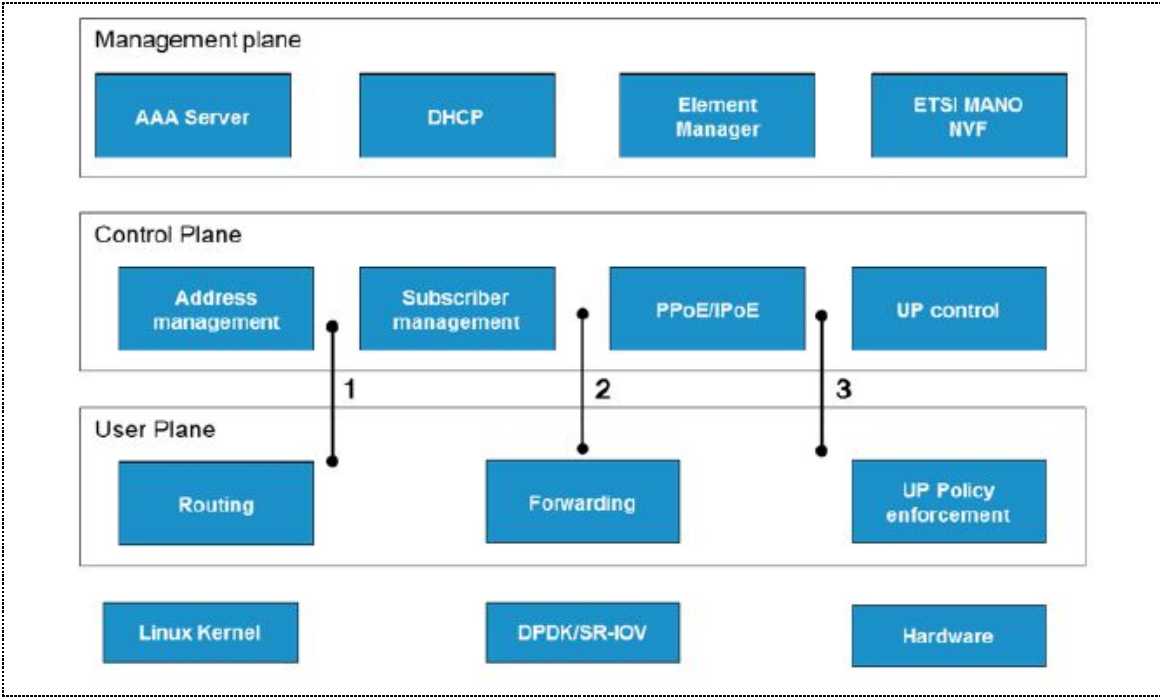 Management plane
AAA Server
DHCP
Element
Manager
ETSI MANO
NVF
Control Plane
Address
management
Subscriber
management
PPoE/IPoE
UP control
1
2
3
User Plane
Routing
Forwarding
UP Policy
enforcement
Linux Kernel
DPDK/SR-IOV
Hardware